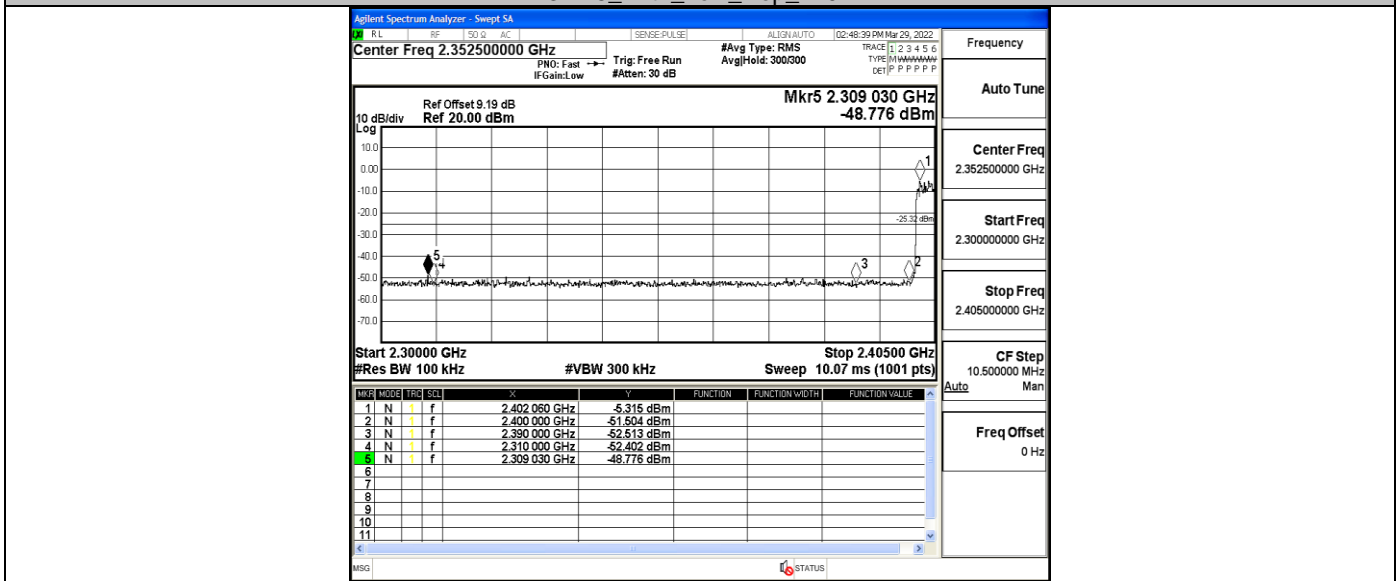 Agilent Spectrum Analyzer - Swept SA
LXI RL RF 50 Ω AC SENSE:PULSE ALIGN AUTO 02:48:39 PM Mar 29, 2022
Center Freq 2.352500000 GHz
PNO: Fast
IFGain:Low
Trig: Free Run
#Atten: 30 dB
#Avg Type: RMS
Avg|Hold: 300/300
TRACE 1 2 3 4 5 6
TYPE M
DET P P P P P P
Mkr5 2.309 030 GHz
-48.776 dBm
Ref Offset 9.19 dB
Ref 20.00 dBm
10 dB/div
Log
10.0
0.00
-10.0
-20.0
-30.0
-40.0
-50.0
-60.0
-70.0
1
-25.32 dBm
5
4
3
2
Start 2.30000 GHz Stop 2.40500 GHz
#Res BW 100 kHz #VBW 300 kHz Sweep 10.07 ms (1001 pts)
MKR MODE TRC SCL X Y FUNCTION FUNCTION WIDTH FUNCTION VALUE
1 N 1 f 2.402 060 GHz -5.315 dBm
2 N 1 f 2.400 000 GHz -51.504 dBm
3 N 1 f 2.390 000 GHz -52.513 dBm
4 N 1 f 2.310 000 GHz -52.402 dBm
5 N 1 f 2.309 030 GHz -48.776 dBm
6
7
8
9
10
11
MSG STATUS
Frequency
Auto Tune
Center Freq
2.352500000 GHz
Start Freq
2.300000000 GHz
Stop Freq
2.405000000 GHz
CF Step
10.500000 MHz
Auto Man
Freq Offset
0 Hz